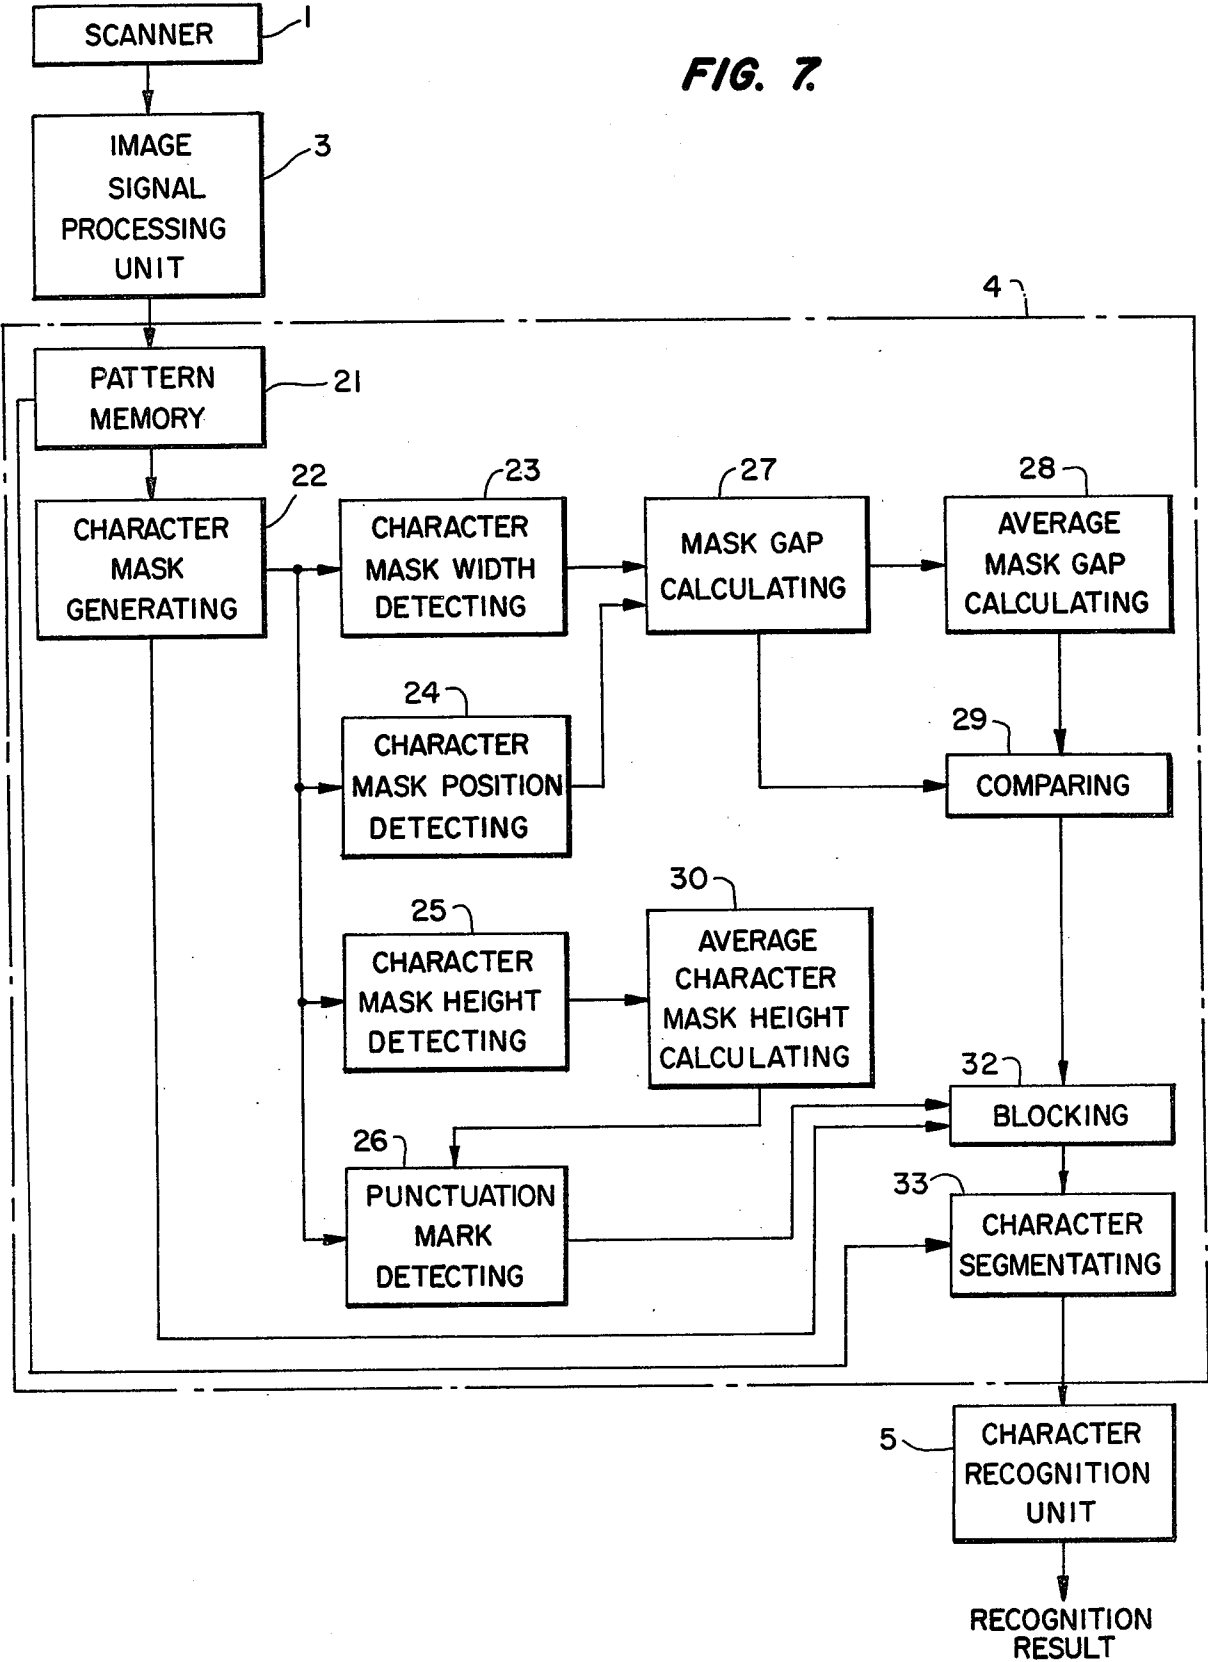 SCANNER
1
FIG. 7.
IMAGE
SIGNAL
PROCESSING
UNIT
3
4
PATTERN
MEMORY
21
CHARACTER
MASK
GENERATING
22
CHARACTER
MASK WIDTH
DETECTING
23
MASK GAP
CALCULATING
27
AVERAGE
MASK GAP
CALCULATING
28
24
CHARACTER
MASK POSITION
DETECTING
29
COMPARING
25
CHARACTER
MASK HEIGHT
DETECTING
30
AVERAGE
CHARACTER
MASK HEIGHT
CALCULATING
32
BLOCKING
26
PUNCTUATION
MARK
DETECTING
33
CHARACTER
SEGMENTATING
5
CHARACTER
RECOGNITION
UNIT
RECOGNITION
RESULT